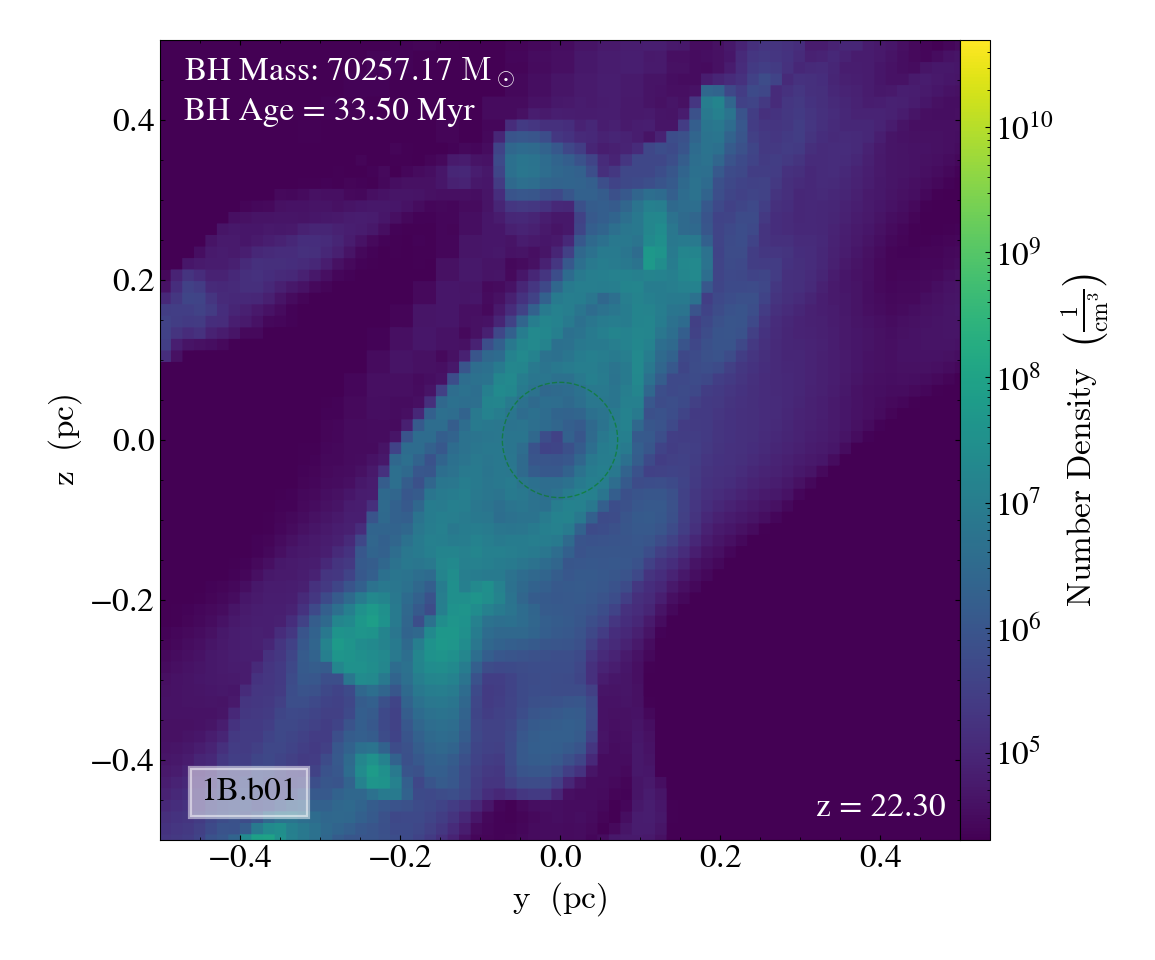 BH Mass: 70257.17 M⊙
BH Age = 33.50 Myr
0.4
0.2
0.0
−0.2
−0.4
z (pc)
1B.b01
z = 22.30
−0.4 −0.2 0.0 0.2 0.4
y (pc)
10¹⁰
10⁹
10⁸
10⁷
10⁶
10⁵
Number Density (1/cm³)